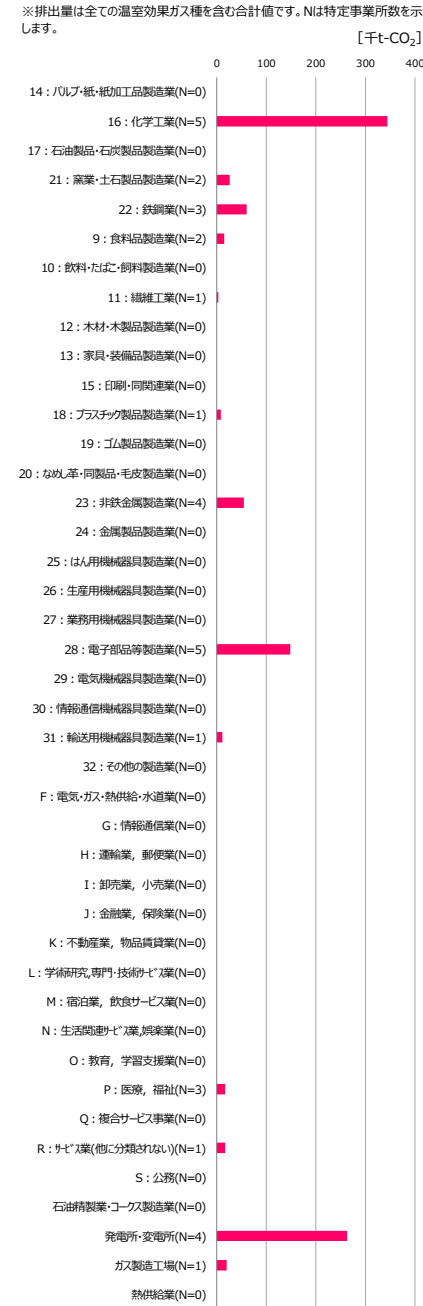 ※排出量は全ての温室効果ガス種を含む合計値です。Nは特定事業所数を示
します。
[千t-CO₂]
0 100 200 300 400
14：パルプ・紙・紙加工品製造業(N=0)
16：化学工業(N=5)
17：石油製品・石炭製品製造業(N=0)
21：窯業・土石製品製造業(N=2)
22：鉄鋼業(N=3)
9：食料品製造業(N=2)
10：飲料・たばこ・飼料製造業(N=0)
11：繊維工業(N=1)
12：木材・木製品製造業(N=0)
13：家具・装備品製造業(N=0)
15：印刷・同関連業(N=0)
18：プラスチック製品製造業(N=1)
19：ゴム製品製造業(N=0)
20：なめし革・同製品・毛皮製造業(N=0)
23：非鉄金属製造業(N=4)
24：金属製品製造業(N=0)
25：はん用機械器具製造業(N=0)
26：生産用機械器具製造業(N=0)
27：業務用機械器具製造業(N=0)
28：電子部品等製造業(N=5)
29：電気機械器具製造業(N=0)
30：情報通信機械器具製造業(N=0)
31：輸送用機械器具製造業(N=1)
32：その他の製造業(N=0)
F：電気・ガス・熱供給・水道業(N=0)
G：情報通信業(N=0)
H：運輸業，郵便業(N=0)
I：卸売業，小売業(N=0)
J：金融業，保険業(N=0)
K：不動産業，物品賃貸業(N=0)
L：学術研究,専門・技術ｻｰﾋﾞｽ業(N=0)
M：宿泊業，飲食サービス業(N=0)
N：生活関連ｻｰﾋﾞｽ業,娯楽業(N=0)
O：教育，学習支援業(N=0)
P：医療，福祉(N=3)
Q：複合サービス事業(N=0)
R：ｻｰﾋﾞｽ業(他に分類されない)(N=1)
S：公務(N=0)
石油精製業・コークス製造業(N=0)
発電所・変電所(N=4)
ガス製造工場(N=1)
熱供給業(N=0)